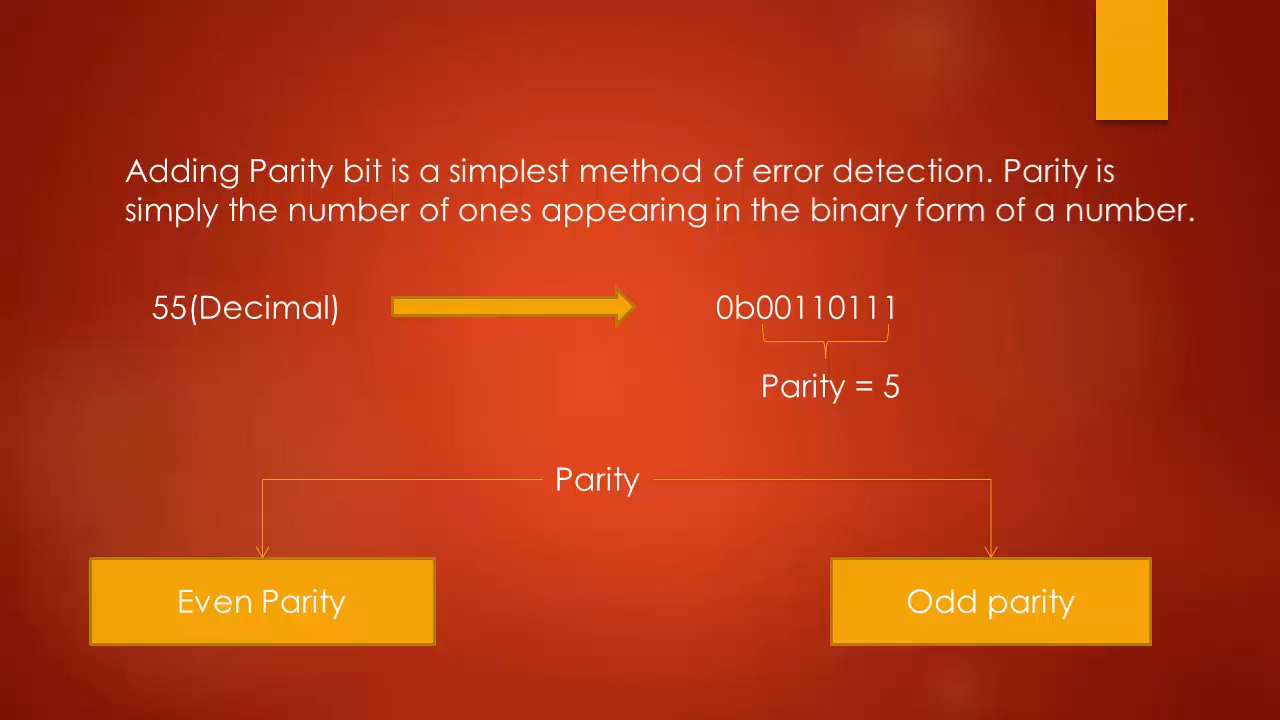 Adding Parity bit is a simplest method of error detection. Parity is
simply the number of ones appearing in the binary form of a number.
55(Decimal) 0b00110111
Parity = 5
Parity
Even Parity Odd parity